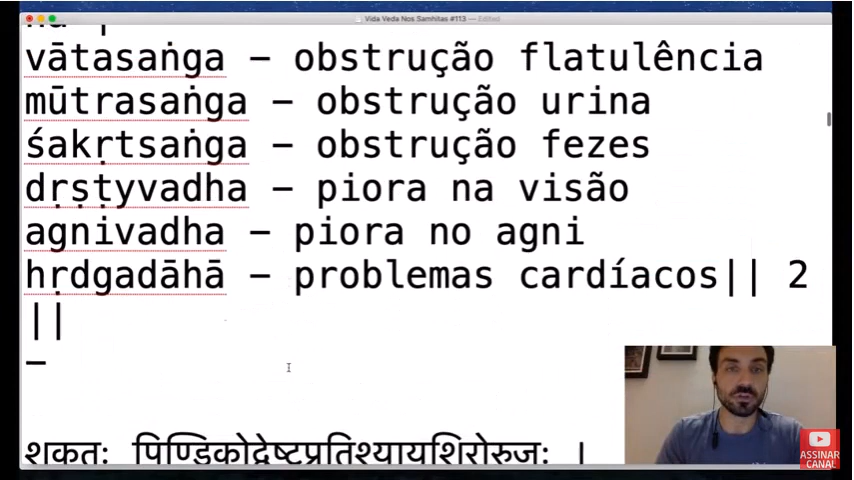 Vida Veda Nos Samhitas #113 — Edited
vātasaṅga – obstrução flatulência
mūtrasaṅga – obstrução urina
śakṛtsaṅga – obstrução fezes
dṛṣṭyvadha – piora na visão
agnivadha – piora no agni
hṛdgadāhā – problemas cardíacos|| 2
||
–
शकृतः पिण्डिकोद्वेष्टप्रतिश्यायशिरोरुजः ।
ASSINAR
CANAL